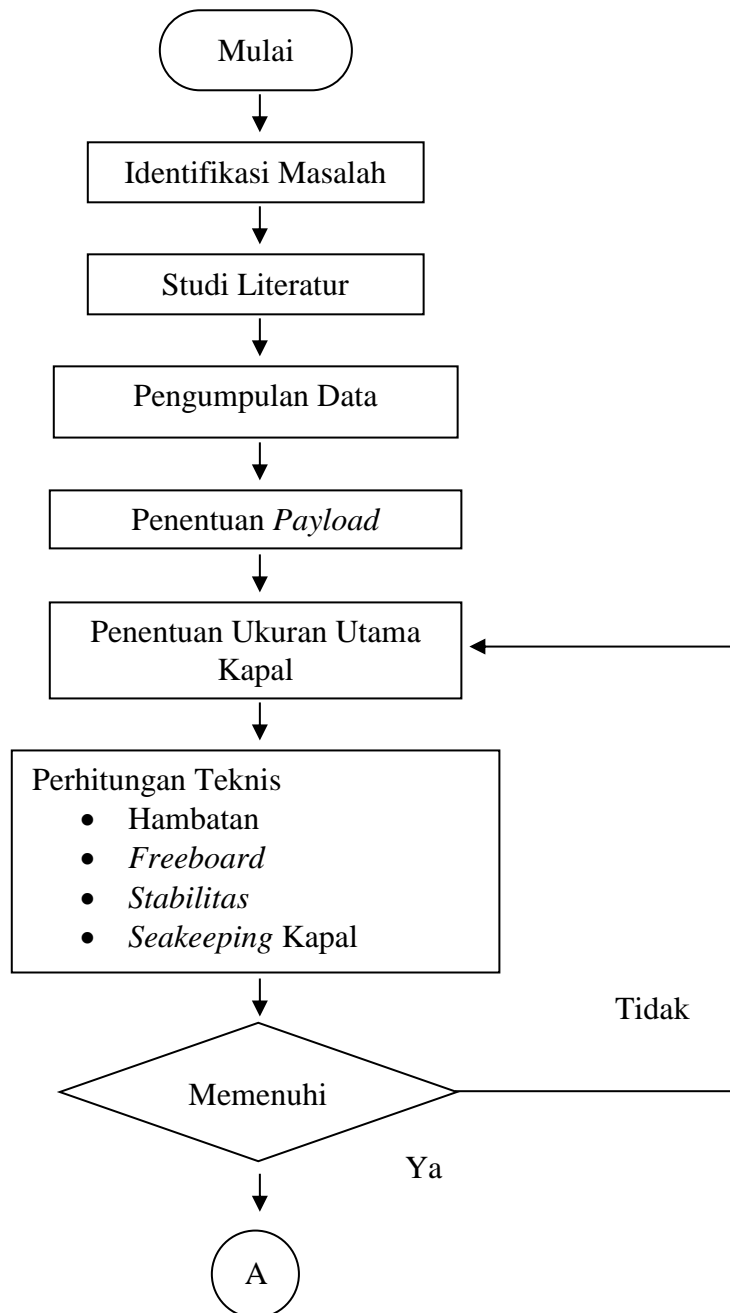 Mulai
Identifikasi Masalah
Studi Literatur
Pengumpulan Data
Penentuan Payload
Penentuan Ukuran Utama
Kapal
Perhitungan Teknis
• Hambatan
• Freeboard
• Stabilitas
• Seakeeping Kapal
Tidak
Memenuhi
Ya
A